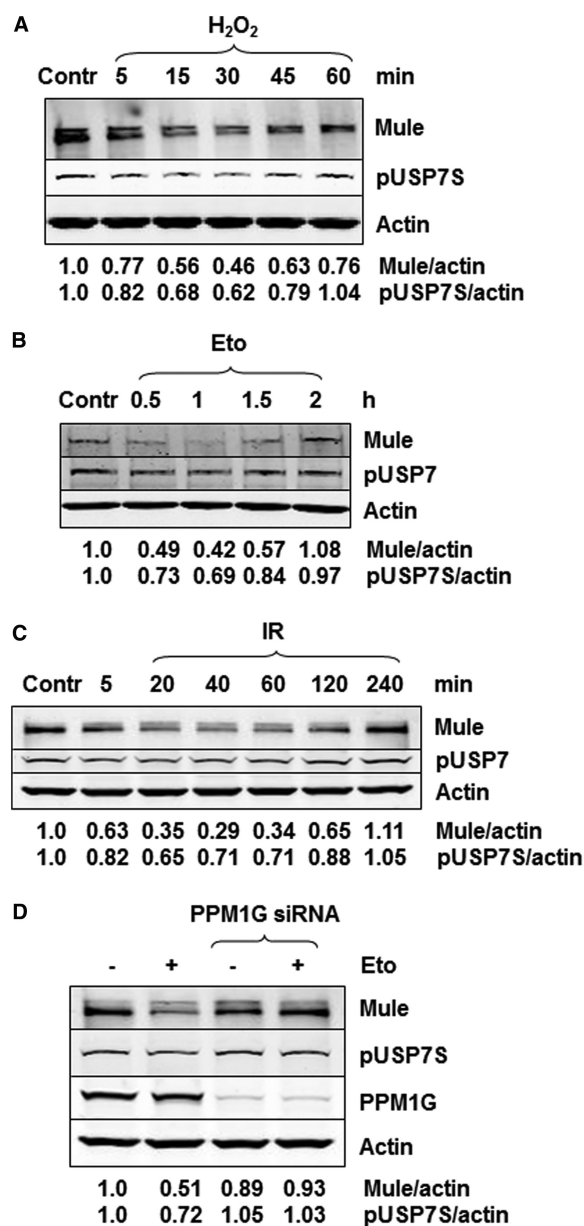 A
H₂O₂
Contr 5 15 30 45 60 min
Mule
pUSP7S
Actin
1.0 0.77 0.56 0.46 0.63 0.76 Mule/actin
1.0 0.82 0.68 0.62 0.79 1.04 pUSP7S/actin
B
Eto
Contr 0.5 1 1.5 2 h
Mule
pUSP7
Actin
1.0 0.49 0.42 0.57 1.08 Mule/actin
1.0 0.73 0.69 0.84 0.97 pUSP7S/actin
C
IR
Contr 5 20 40 60 120 240 min
Mule
pUSP7
Actin
1.0 0.63 0.35 0.29 0.34 0.65 1.11 Mule/actin
1.0 0.82 0.65 0.71 0.71 0.88 1.05 pUSP7S/actin
D
PPM1G siRNA
- + - + Eto
Mule
pUSP7S
PPM1G
Actin
1.0 0.51 0.89 0.93 Mule/actin
1.0 0.72 1.05 1.03 pUSP7S/actin